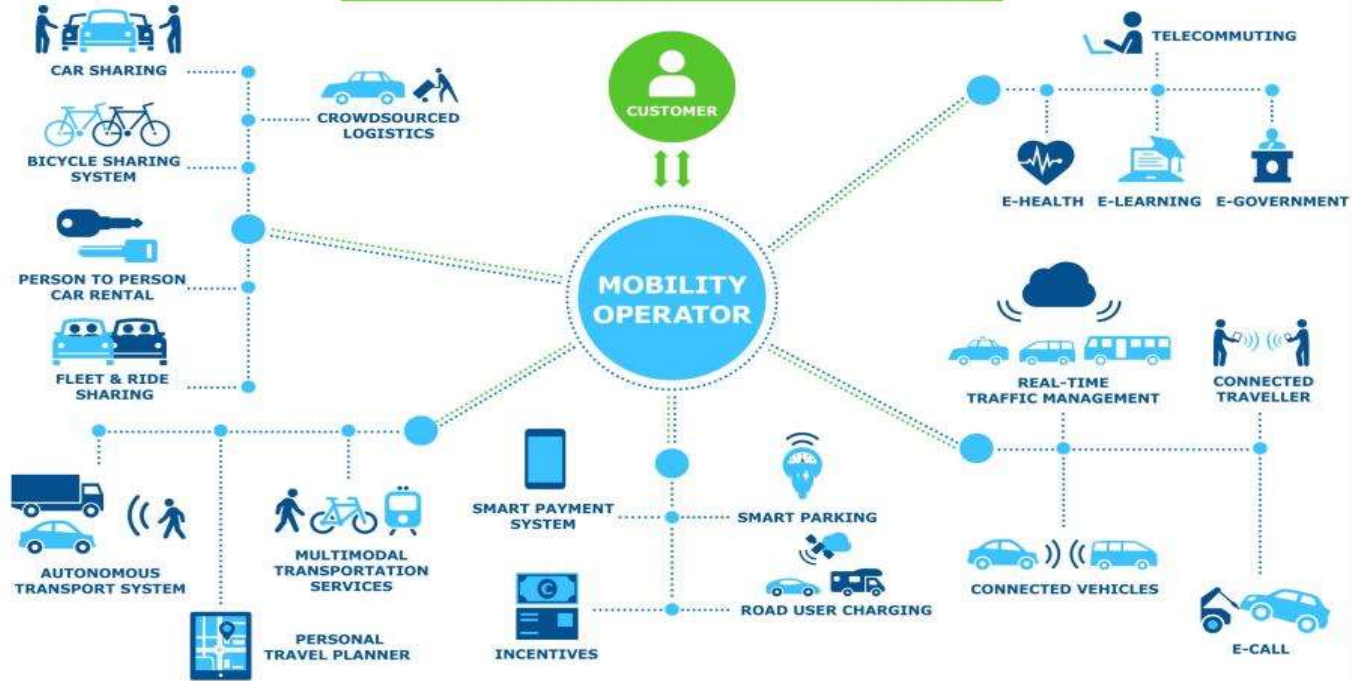 CAR SHARING
CROWDSOURCED
LOGISTICS
BICYCLE SHARING
SYSTEM
PERSON TO PERSON
CAR RENTAL
FLEET & RIDE
SHARING
CUSTOMER
MOBILITY
OPERATOR
TELECOMMUTING
E-HEALTH
E-LEARNING
E-GOVERNMENT
REAL-TIME
TRAFFIC MANAGEMENT
CONNECTED
TRAVELLER
CONNECTED VEHICLES
E-CALL
AUTONOMOUS
TRANSPORT SYSTEM
MULTIMODAL
TRANSPORTATION
SERVICES
PERSONAL
TRAVEL PLANNER
SMART PAYMENT
SYSTEM
SMART PARKING
INCENTIVES
ROAD USER CHARGING